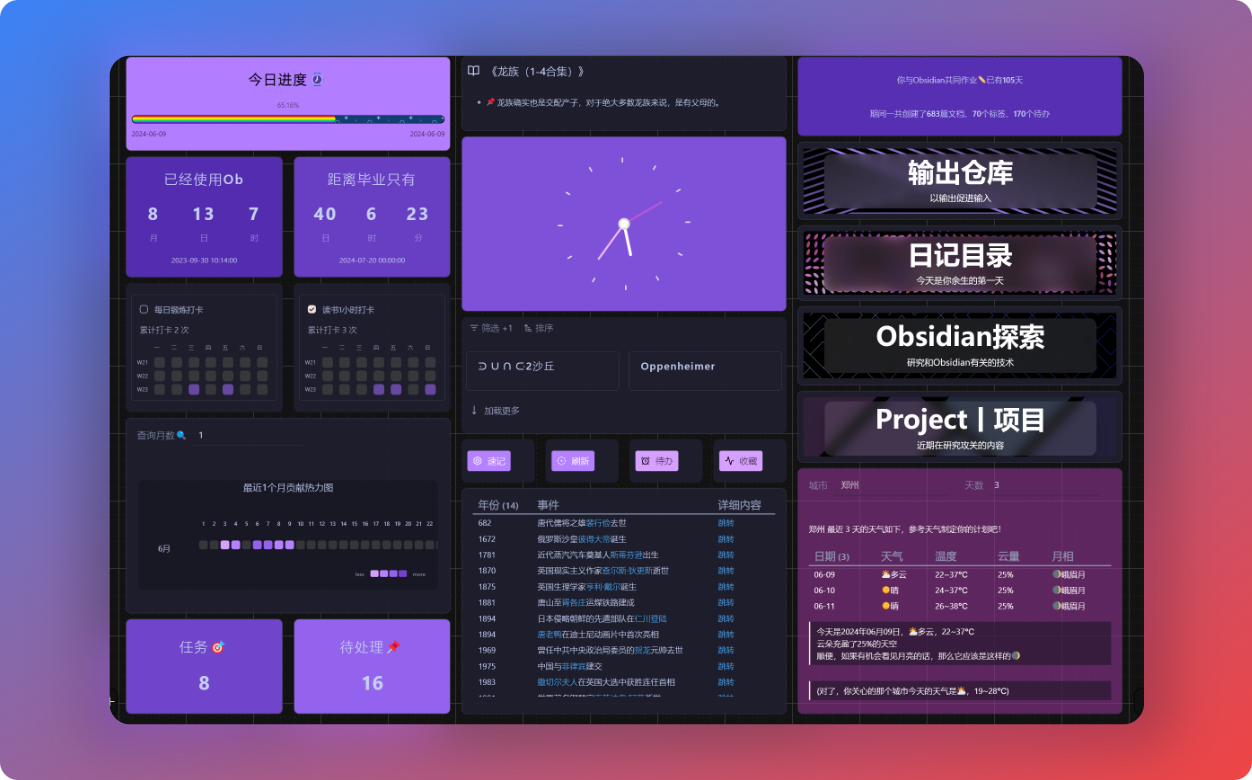 今日进度
65.16%
2024-06-09 2024-06-09
已经使用Ob
8 13 7
月 日 时
2023-09-30 10:14:00
距离毕业只有
40 6 23
日 时 分
2024-07-20 00:00:00
每日锻炼打卡
累计打卡 2 次
一 二 三 四 五 六 日
W21
W22
W23
读书1小时打卡
累计打卡 3 次
一 二 三 四 五 六 日
W21
W22
W23
查询月数 1
最近1个月贡献热力图
1 2 3 4 5 6 7 8 9 10 11 12 13 14 15 16 17 18 19 20 21 22
6月
less more
任务
8
待处理
16
《龙族（1-4合集）》
龙族确实也是交配产子，对于绝大多数龙族来说，是有父母的。
筛选 +1 排序
⊃∪∩⊂2沙丘
Oppenheimer
加载更多
速记
刷新
待办
收藏
年份 (14) 事件 详细内容
682 唐代儒将之雄裴行俭去世 跳转
1672 俄罗斯沙皇彼得大帝诞生 跳转
1781 近代蒸汽汽车奠基人斯蒂芬逊出生 跳转
1870 英国现实主义作家查尔斯·狄更斯逝世 跳转
1875 英国生理学家亨利·戴尔诞生 跳转
1881 唐山至胥各庄运煤铁路建成 跳转
1894 日本侵略朝鲜的先遣部队在仁川登陆 跳转
1894 唐老鸭在迪士尼动画片中首次亮相 跳转
1969 曾任中共中央政治局委员的贺龙元帅去世 跳转
1975 中国与菲律宾建交 跳转
1983 撒切尔夫人在英国大选中获胜连任首相 跳转
你与Obsidian共同作业已有105天
期间一共创建了683篇文档、70个标签、170个待办
输出仓库
以输出促进输入
日记目录
今天是你余生的第一天
Obsidian探索
研究和Obsidian有关的技术
Project丨项目
近期在研究攻关的内容
城市 郑州 天数 3
郑州 最近 3 天的天气如下，参考天气制定你的计划吧！
日期 (3) 天气 温度 云量 月相
06-09 多云 22~37℃ 25% 峨眉月
06-10 晴 24~37℃ 25% 峨眉月
06-11 晴 26~38℃ 25% 峨眉月
今天是2024年06月09日，多云，22~37℃
云朵充盈了25%的天空
顺便，如果有机会看见月亮的话，那么它应该是这样的
(对了，你关心的那个城市今天的天气是，19~28℃)